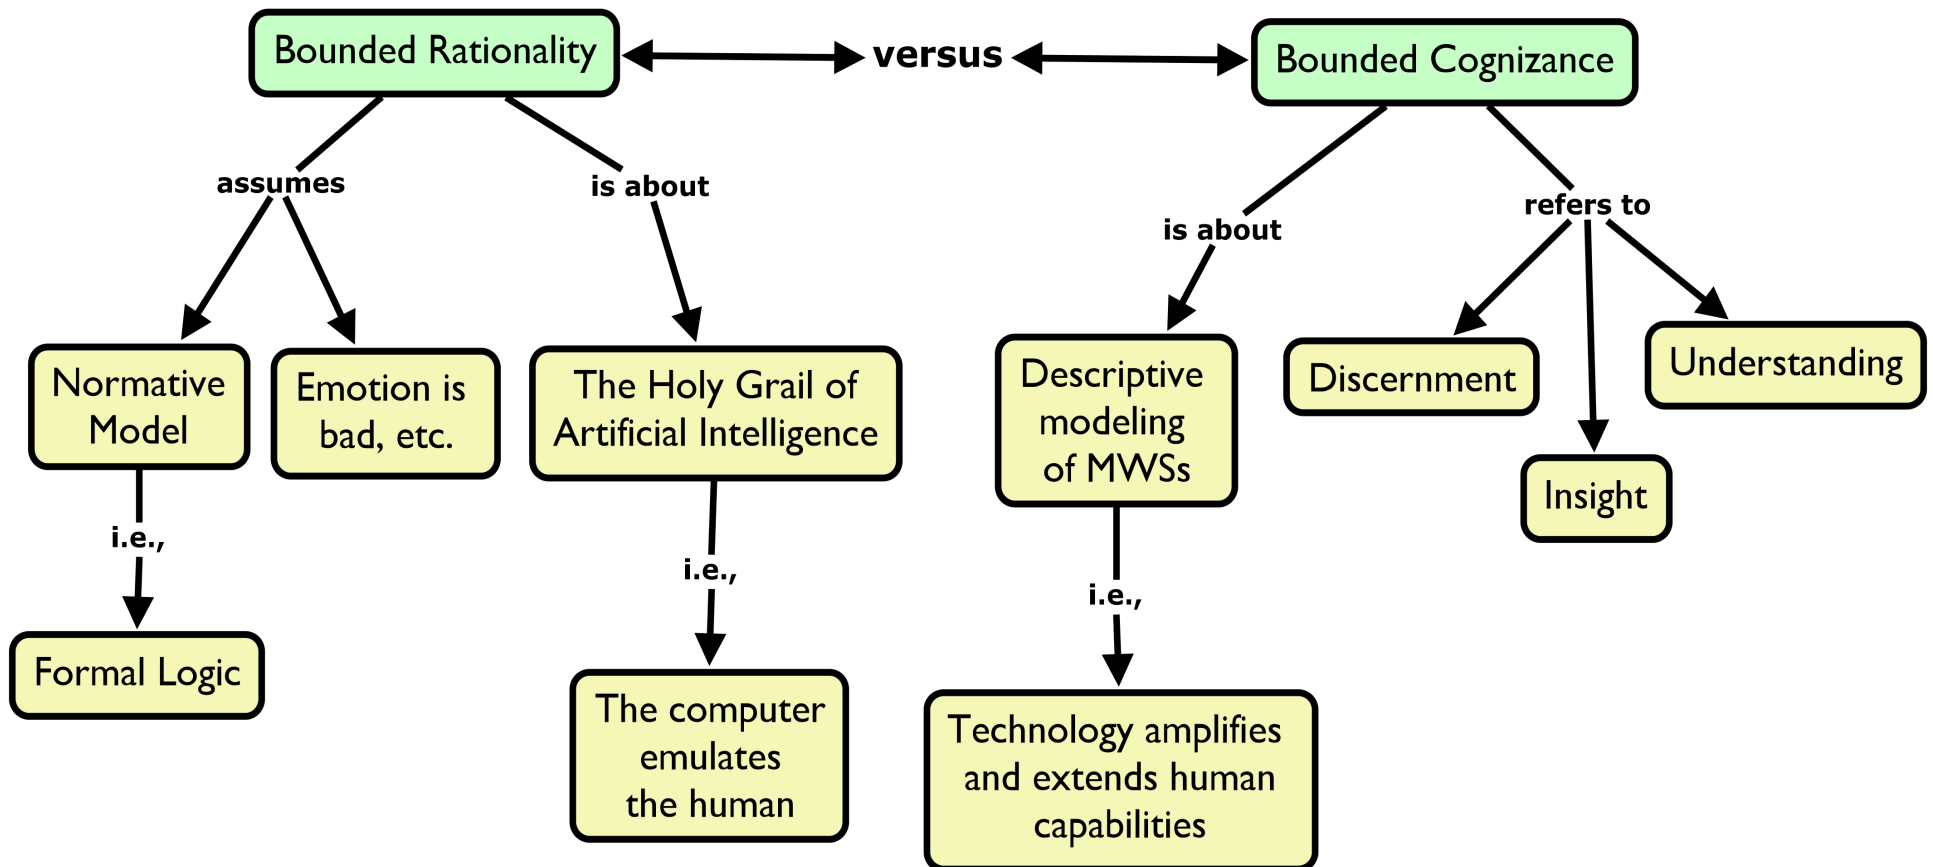 Bounded Rationality
versus
Bounded Cognizance
assumes
is about
is about
refers to
Normative
Model
Emotion is
bad, etc.
The Holy Grail of
Artificial Intelligence
Descriptive
modeling
of MWSs
Discernment
Understanding
Insight
i.e.,
i.e.,
i.e.,
Formal Logic
The computer
emulates
the human
Technology amplifies
and extends human
capabilities